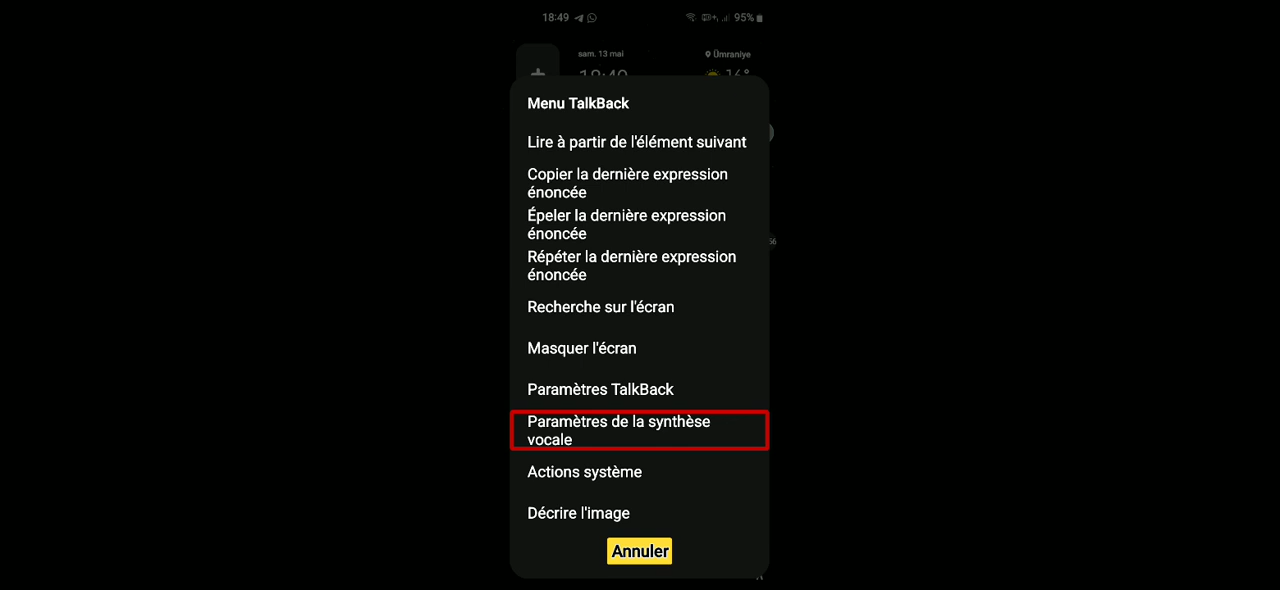 18:49 95%
sam. 13 mai Ümraniye
Menu TalkBack
Lire à partir de l'élément suivant
Copier la dernière expression
énoncée
Épeler la dernière expression
énoncée
Répéter la dernière expression
énoncée
Recherche sur l'écran
Masquer l'écran
Paramètres TalkBack
Paramètres de la synthèse
vocale
Actions système
Décrire l'image
Annuler